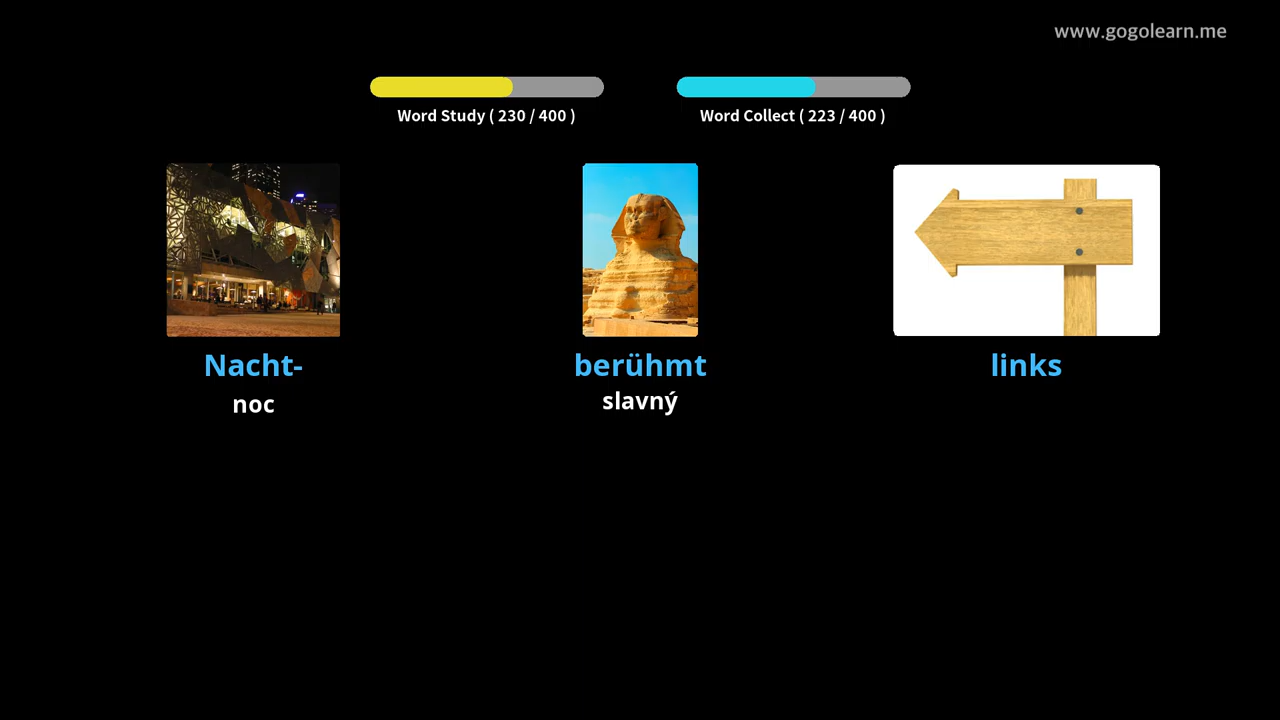 www.gogolearn.me
Word Study ( 230 / 400 )
Word Collect ( 223 / 400 )
Nacht-
noc
berühmt
slavný
links